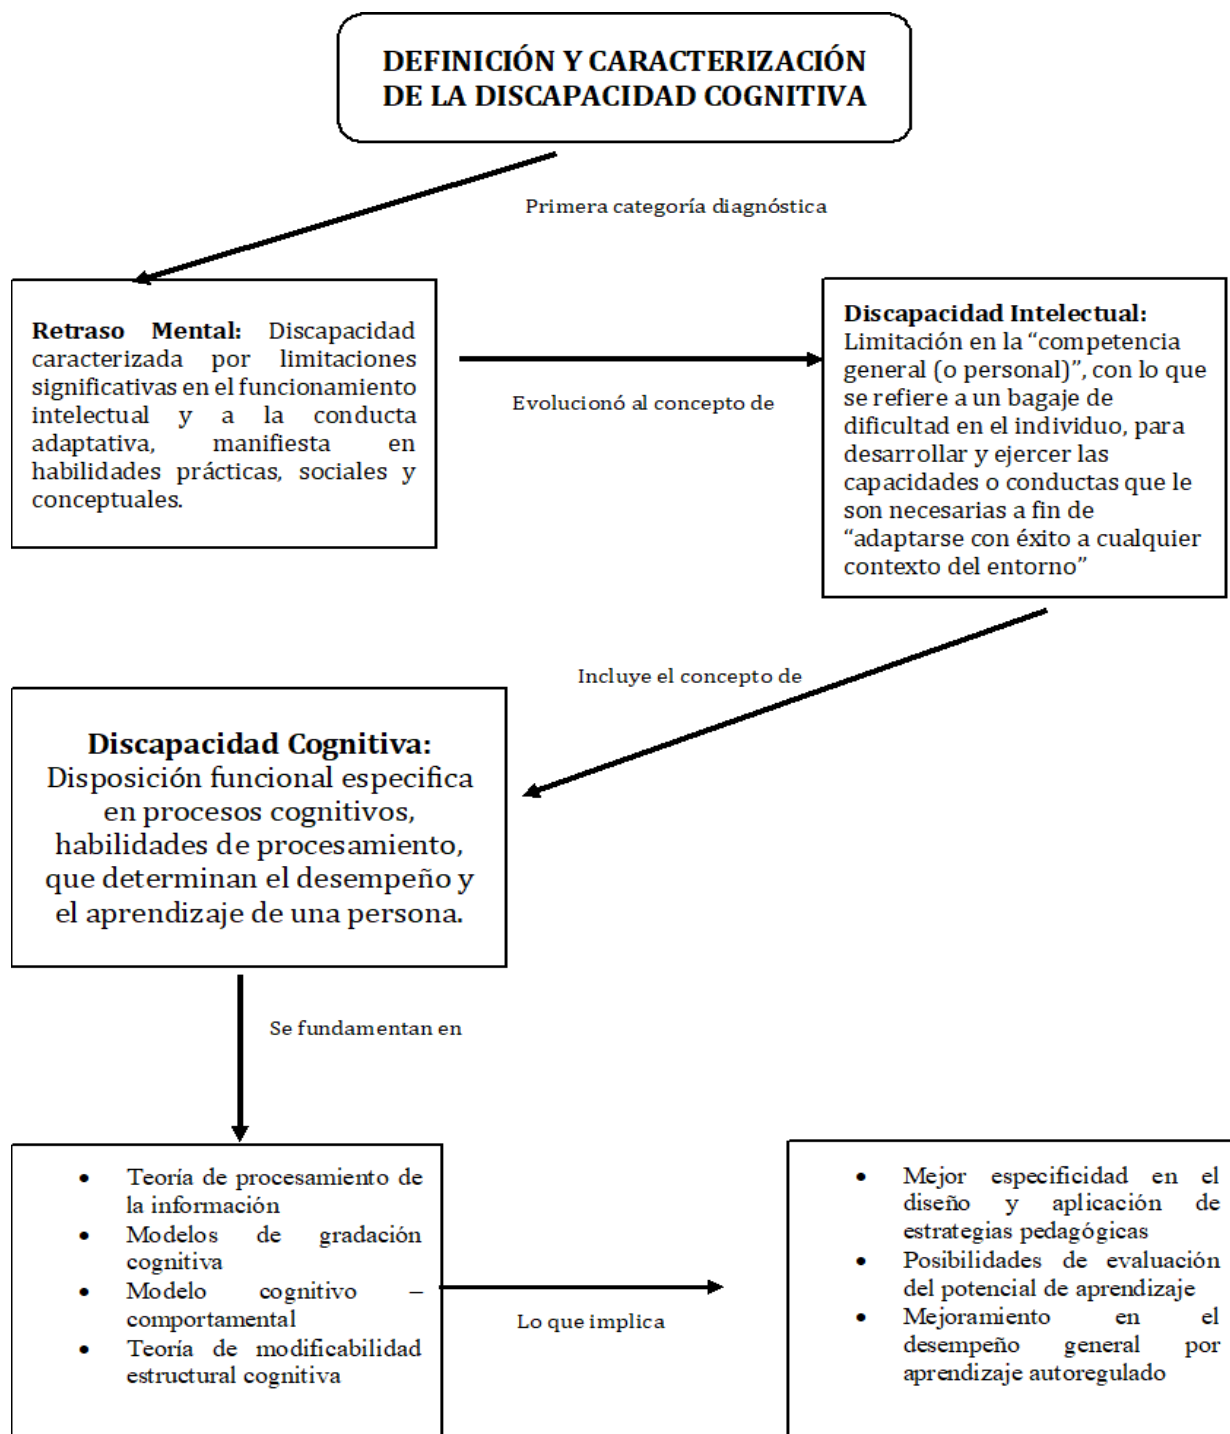 DEFINICIÓN Y CARACTERIZACIÓN
DE LA DISCAPACIDAD COGNITIVA
Primera categoría diagnóstica
Retraso Mental: Discapacidad
caracterizada por limitaciones
significativas en el funcionamiento
intelectual y a la conducta
adaptativa, manifiesta en
habilidades prácticas, sociales y
conceptuales.
Evolucionó al concepto de
Discapacidad Intelectual:
Limitación en la “competencia
general (o personal)”, con lo que
se refiere a un bagaje de
dificultad en el individuo, para
desarrollar y ejercer las
capacidades o conductas que le
son necesarias a fin de
“adaptarse con éxito a cualquier
contexto del entorno”
Incluye el concepto de
Discapacidad Cognitiva:
Disposición funcional especifica
en procesos cognitivos,
habilidades de procesamiento,
que determinan el desempeño y
el aprendizaje de una persona.
Se fundamentan en
• Teoría de procesamiento de
la información
• Modelos de gradación
cognitiva
• Modelo cognitivo –
comportamental
• Teoría de modificabilidad
estructural cognitiva
Lo que implica
• Mejor especificidad en el
diseño y aplicación de
estrategias pedagógicas
• Posibilidades de evaluación
del potencial de aprendizaje
• Mejoramiento en el
desempeño general por
aprendizaje autoregulado